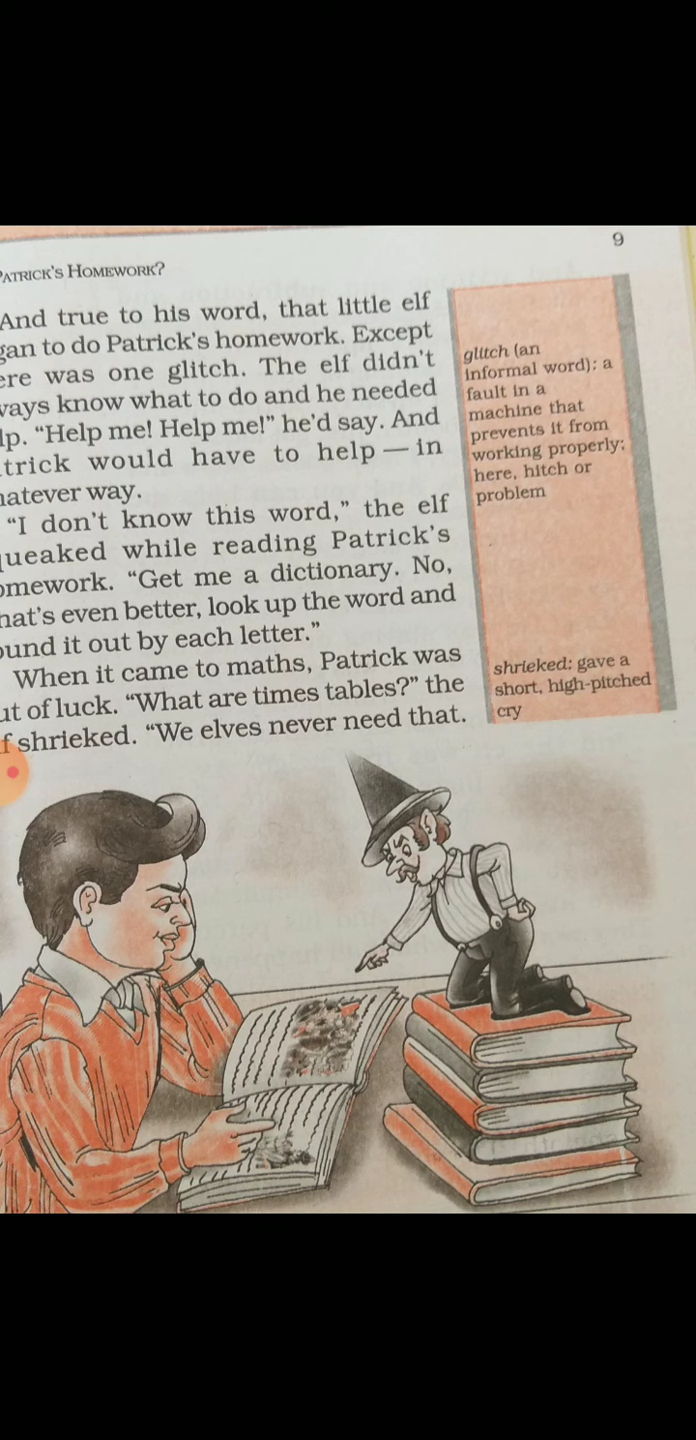 9
PATRICK'S HOMEWORK?
And true to his word, that little elf
gan to do Patrick's homework. Except
ere was one glitch. The elf didn't
ways know what to do and he needed
lp. “Help me! Help me!” he'd say. And
trick would have to help — in
hatever way.
“I don't know this word,” the elf
queaked while reading Patrick's
omework. “Get me a dictionary. No,
hat's even better, look up the word and
ound it out by each letter.”
When it came to maths, Patrick was
ut of luck. “What are times tables?” the
f shrieked. “We elves never need that.
glitch (an
informal word): a
fault in a
machine that
prevents it from
working properly;
here, hitch or
problem
shrieked: gave a
short, high-pitched
cry